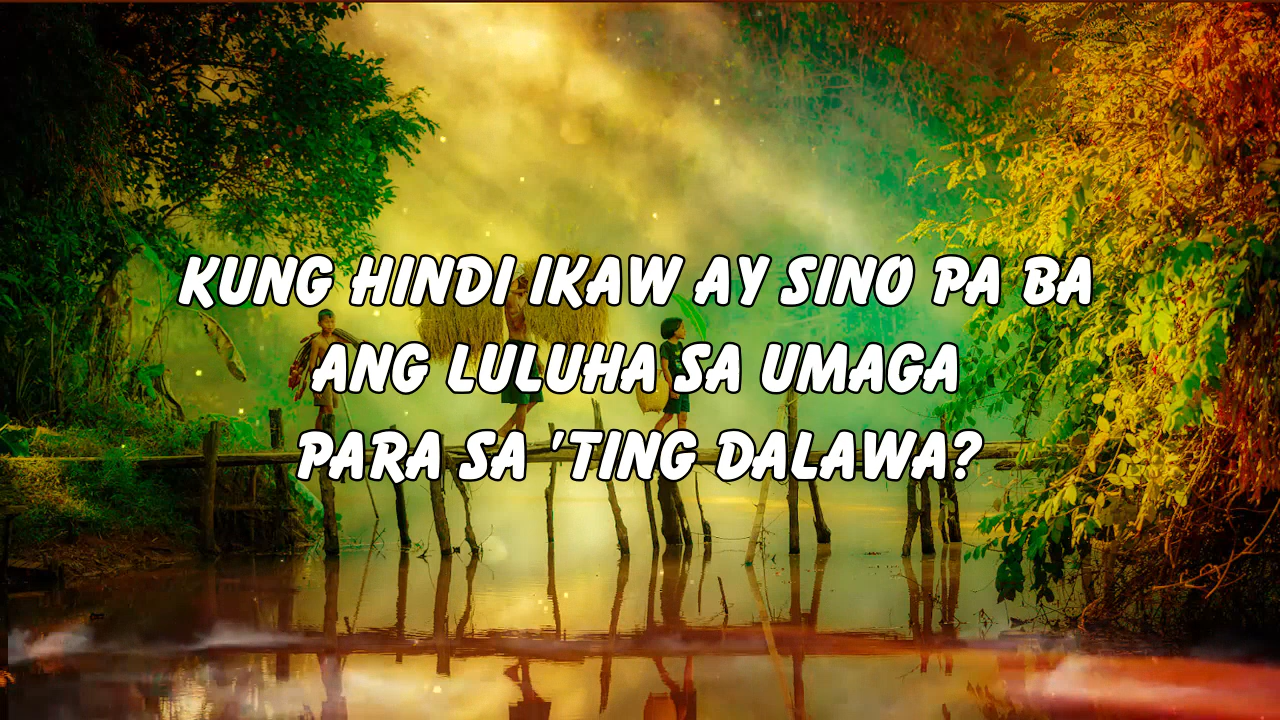 KUNG HINDI IKAW AY SINO PA BA
ANG LULUHA SA UMAGA
PARA SA 'TING DALAWA?